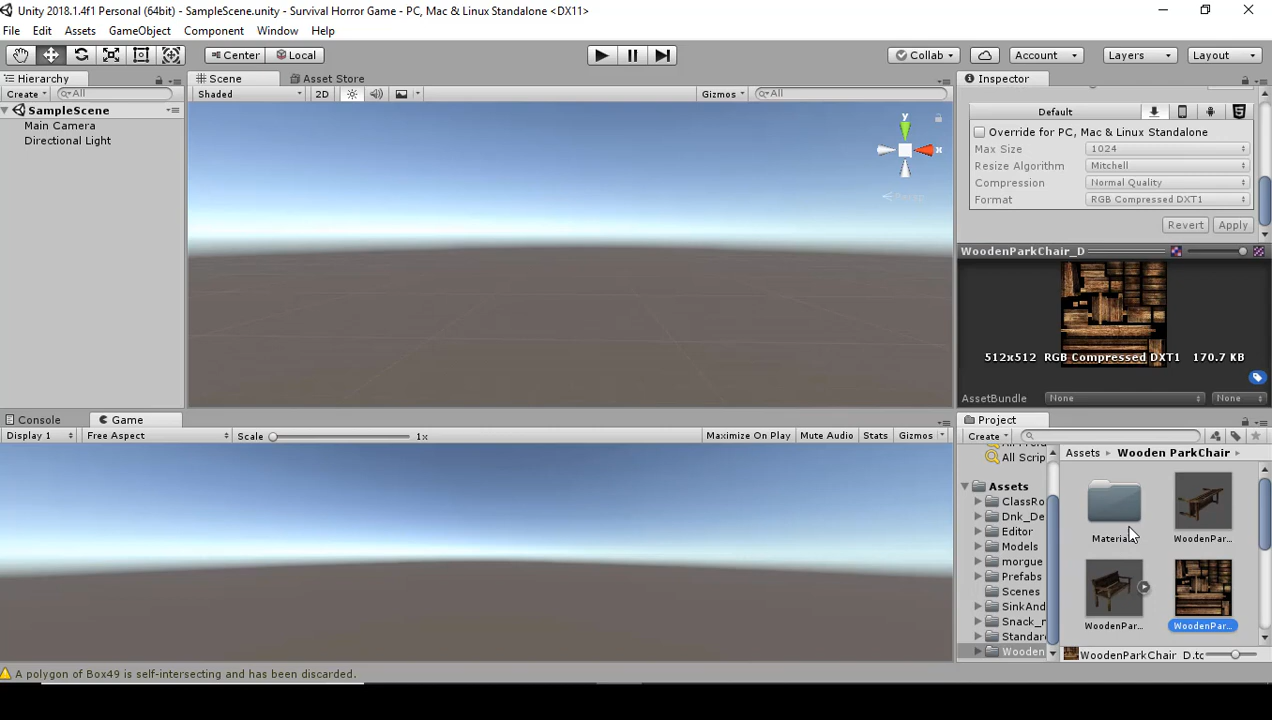 Unity 2018.1.4f1 Personal (64bit) - SampleScene.unity - Survival Horror Game - PC, Mac & Linux Standalone <DX11>
File Edit Assets GameObject Component Window Help
Center Local Collab Account Layers Layout
Hierarchy Scene Asset Store Inspector
Create All Shaded 2D Gizmos All
SampleScene
Main Camera
Directional Light
y
x
Persp
Default
Override for PC, Mac & Linux Standalone
Max Size 1024
Resize Algorithm Mitchell
Compression Normal Quality
Format RGB Compressed DXT1
Revert Apply
WoodenParkChair_D
512x512 RGB Compressed DXT1 170.7 KB
AssetBundle None None
Console Game Project
Display 1 Free Aspect Scale 1x Maximize On Play Mute Audio Stats Gizmos Create
All Scrip
Assets
ClassRo
Dnk_De
Editor
Models
morgue
Prefabs
Scenes
SinkAnd
Snack_
Standar
Wooden
Assets Wooden ParkChair
Materials WoodenPar...
WoodenPar... WoodenPar...
WoodenParkChair_D.tg
A polygon of Box49 is self-intersecting and has been discarded.